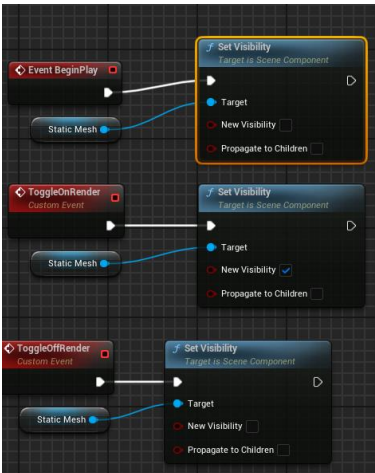 Set Visibility
Target is Scene Component
Event BeginPlay
Target
Static Mesh
New Visibility
Propagate to Children
ToggleOnRender
Custom Event
Set Visibility
Target is Scene Component
Target
Static Mesh
New Visibility
Propagate to Children
ToggleOffRender
Custom Event
Set Visibility
Target is Scene Component
Target
Static Mesh
New Visibility
Propagate to Children